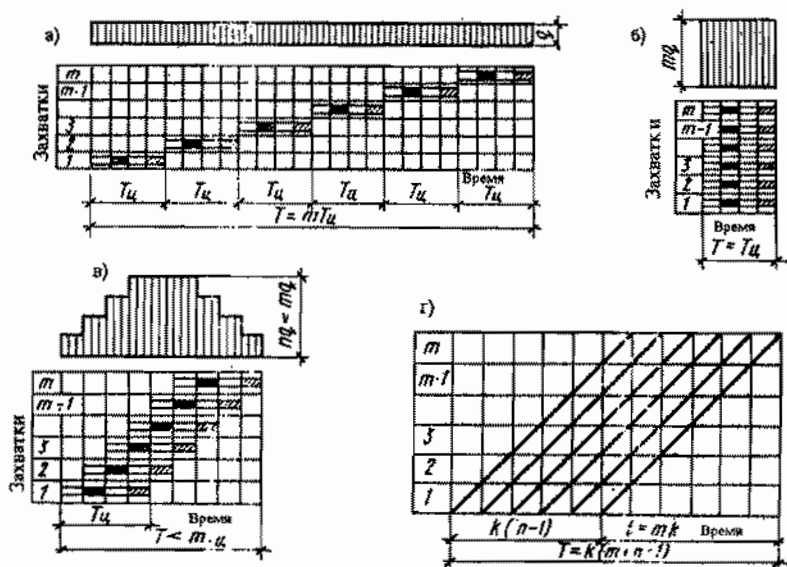 а)
q
Захватки
m
m-1
3
2
1
Время
Tц Tц Tц Tц Tц Tц
T = mTц
б)
mq
Захватки
m
m-1
3
2
1
Время
T = Tц
в)
nq = mq
Захватки
m
m-1
3
2
1
Tц Время
T < m·ц
г)
m
m-1
3
2
1
k(n-1) t=mk Время
T=k(m+n-1)